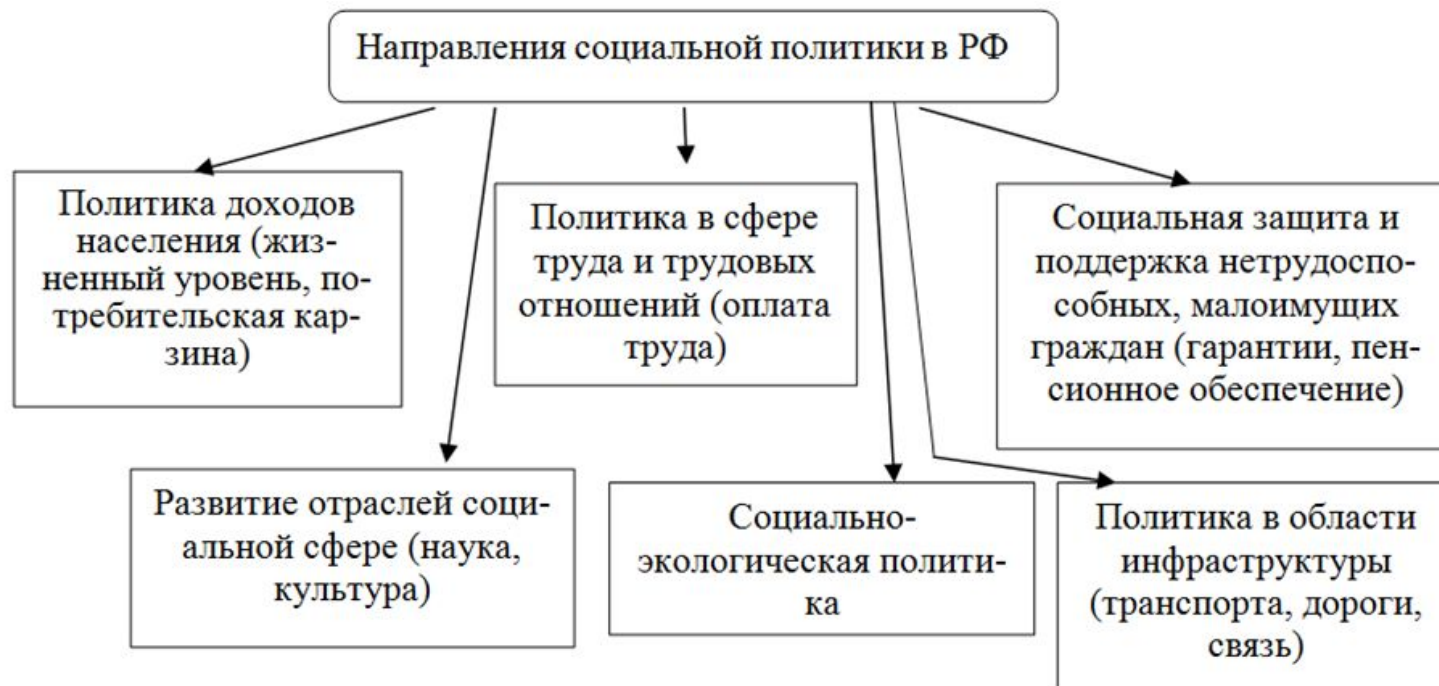 Направления социальной политики в РФ
Политика доходов
населения (жиз-
ненный уровень, по-
требительская кар-
зина)
Политика в сфере
труда и трудовых
отношений (оплата
труда)
Социальная защита и
поддержка нетрудоспо-
собных, малоимущих
граждан (гарантии, пен-
сионное обеспечение)
Развитие отраслей соци-
альной сфере (наука,
культура)
Социально-
экологическая полити-
ка
Политика в области
инфраструктуры
(транспорта, дороги,
связь)